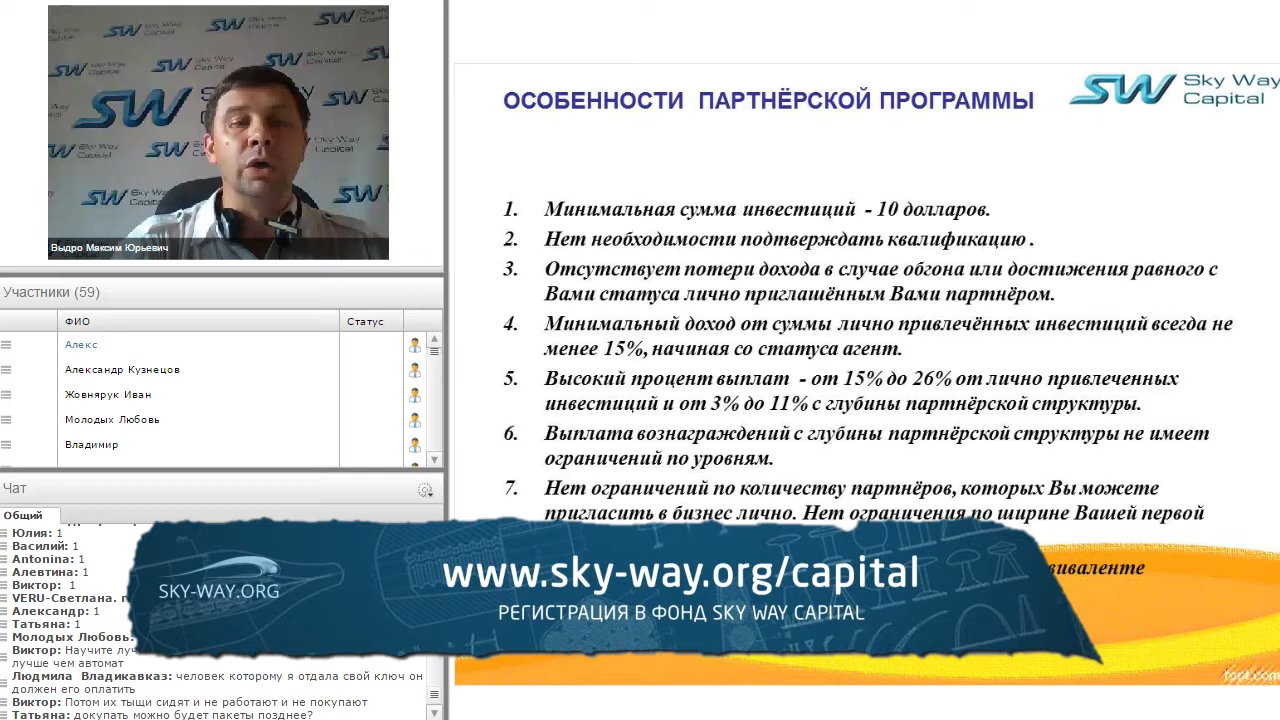 SW Sky Way Capital
Выдро Максим Юрьевич
Участники (59)
ФИО
Статус
Алекс
Александр Кузнецов
Жовнярук Иван
Молодых Любовь
Владимир
Чат
Общий
Юлия: 1
Василий: 1
Antonina: 1
Алевтина: 1
Виктор: 1
VERU-Светлана.
Александр: 1
Татьяна: 1
Молодых Любовь:
Виктор: Научите
лучше чем автомат
Людмила Владикавказ: человек которому я отдала свой ключ он
должен его оплатить
Виктор: Потом их тыщи сидят и не работают и не покупают
Татьяна: докупать можно будет пакеты позднее?
ОСОБЕННОСТИ ПАРТНЁРСКОЙ ПРОГРАММЫ
SW Sky Way
Capital
1. Минимальная сумма инвестиций - 10 долларов.
2. Нет необходимости подтверждать квалификацию .
3. Отсутствует потери дохода в случае обгона или достижения равного с
Вами статуса лично приглашённым Вами партнёром.
4. Минимальный доход от суммы лично привлечённых инвестиций всегда не
менее 15%, начиная со статуса агент.
5. Высокий процент выплат - от 15% до 26% от лично привлеченных
инвестиций и от 3% до 11% с глубины партнёрской структуры.
6. Выплата вознаграждений с глубины партнёрской структуры не имеет
ограничений по уровням.
7. Нет ограничений по количеству партнёров, которых Вы можете
пригласить в бизнес лично. Нет ограничения по ширине Вашей первой
SKY-WAY.ORG
www.sky-way.org/capital
РЕГИСТРАЦИЯ В ФОНД SKY WAY CAPITAL
fppt.com